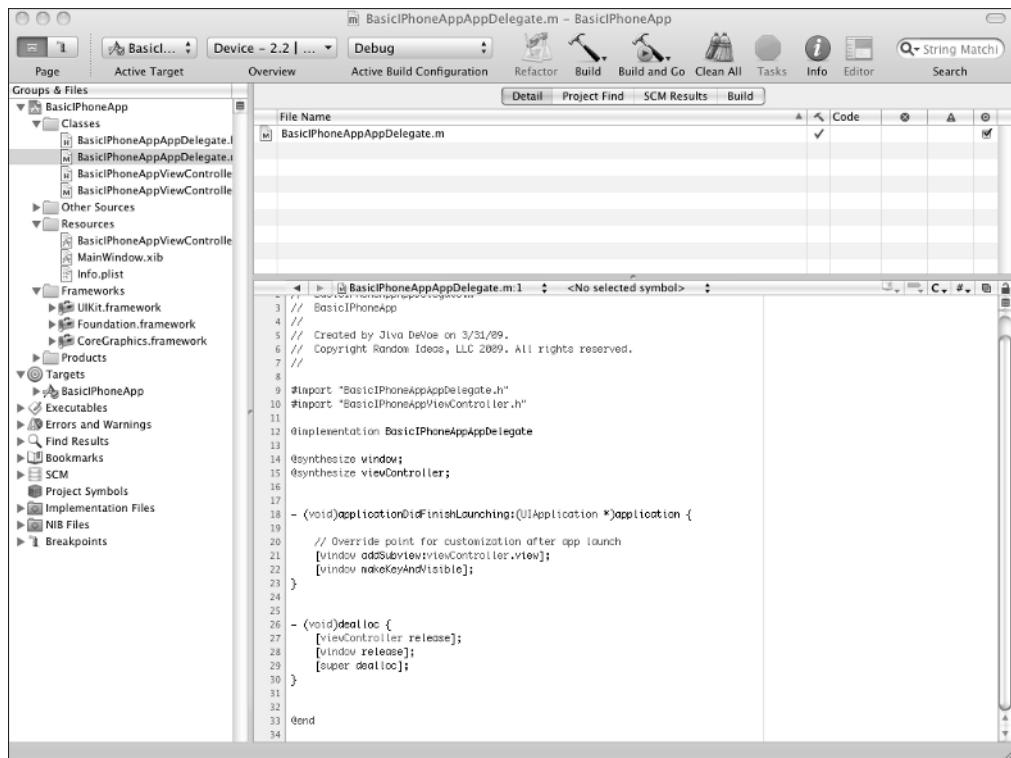 BasicIPhoneAppAppDelegate.m – BasicIPhoneApp
BasicI...
Device – 2.2 | ...
Debug
String Matchi
Page
Active Target
Overview
Active Build Configuration
Refactor
Build
Build and Go
Clean All
Tasks
Info
Editor
Search
Groups & Files
BasicIPhoneApp
Classes
BasicIPhoneAppAppDelegate.
BasicIPhoneAppAppDelegate.
BasicIPhoneAppViewControlle
BasicIPhoneAppViewControlle
Other Sources
Resources
BasicIPhoneAppViewControlle
MainWindow.xib
Info.plist
Frameworks
UIKit.framework
Foundation.framework
CoreGraphics.framework
Products
Targets
BasicIPhoneApp
Executables
Errors and Warnings
Find Results
Bookmarks
SCM
Project Symbols
Implementation Files
NIB Files
Breakpoints
Detail
Project Find
SCM Results
Build
File Name
Code
BasicIPhoneAppAppDelegate.m
BasicIPhoneAppAppDelegate.m:1
<No selected symbol>
C
#
3 // BasicIPhoneApp
4 //
5 // Created by Jiva DeVoe on 3/31/09.
6 // Copyright Random Ideas, LLC 2009. All rights reserved.
7 //
8
9 #import "BasicIPhoneAppAppDelegate.h"
10 #import "BasicIPhoneAppViewController.h"
11
12 @implementation BasicIPhoneAppAppDelegate
13
14 @synthesize window;
15 @synthesize viewController;
16
17
18 - (void)applicationDidFinishLaunching:(UIApplication *)application {
19
20 // Override point for customization after app launch
21 [window addSubview:viewController.view];
22 [window makeKeyAndVisible];
23 }
24
25
26 - (void)dealloc {
27 [viewController release];
28 [window release];
29 [super dealloc];
30 }
31
32
33 @end
34